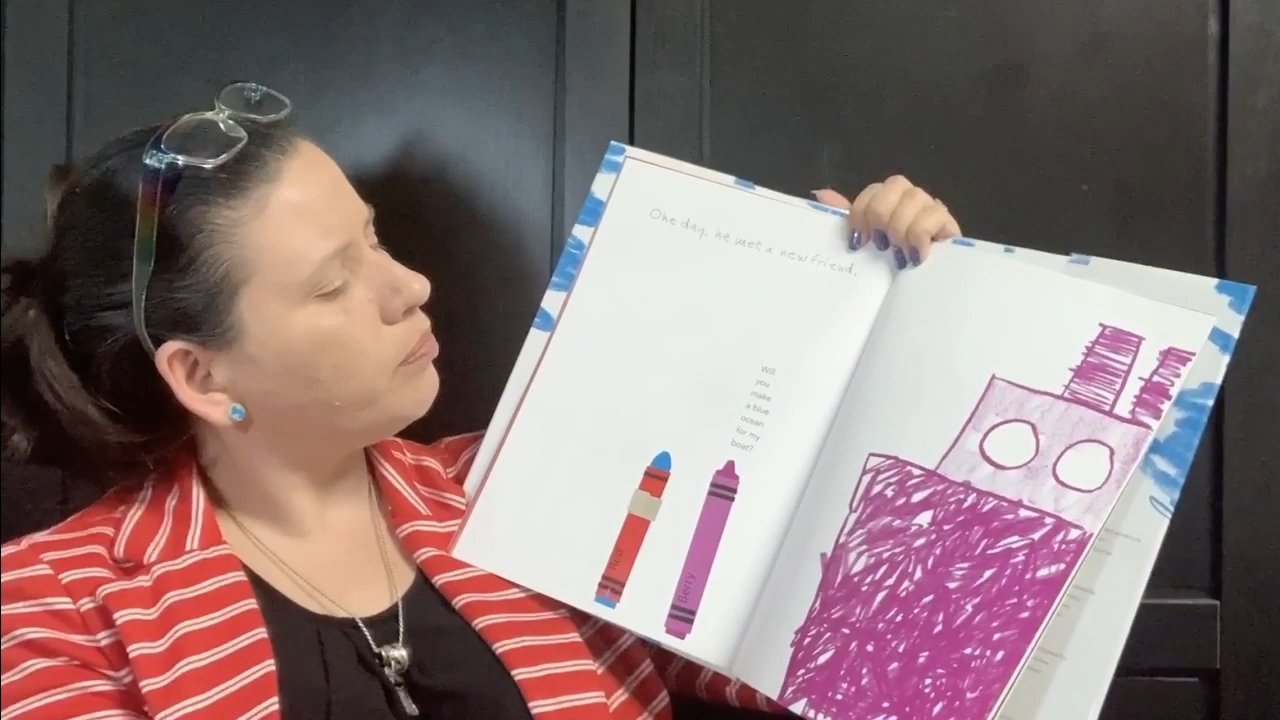 One day, he met a new friend.
Will
you
make
a blue
ocean
for my
boat?
Red
Berry